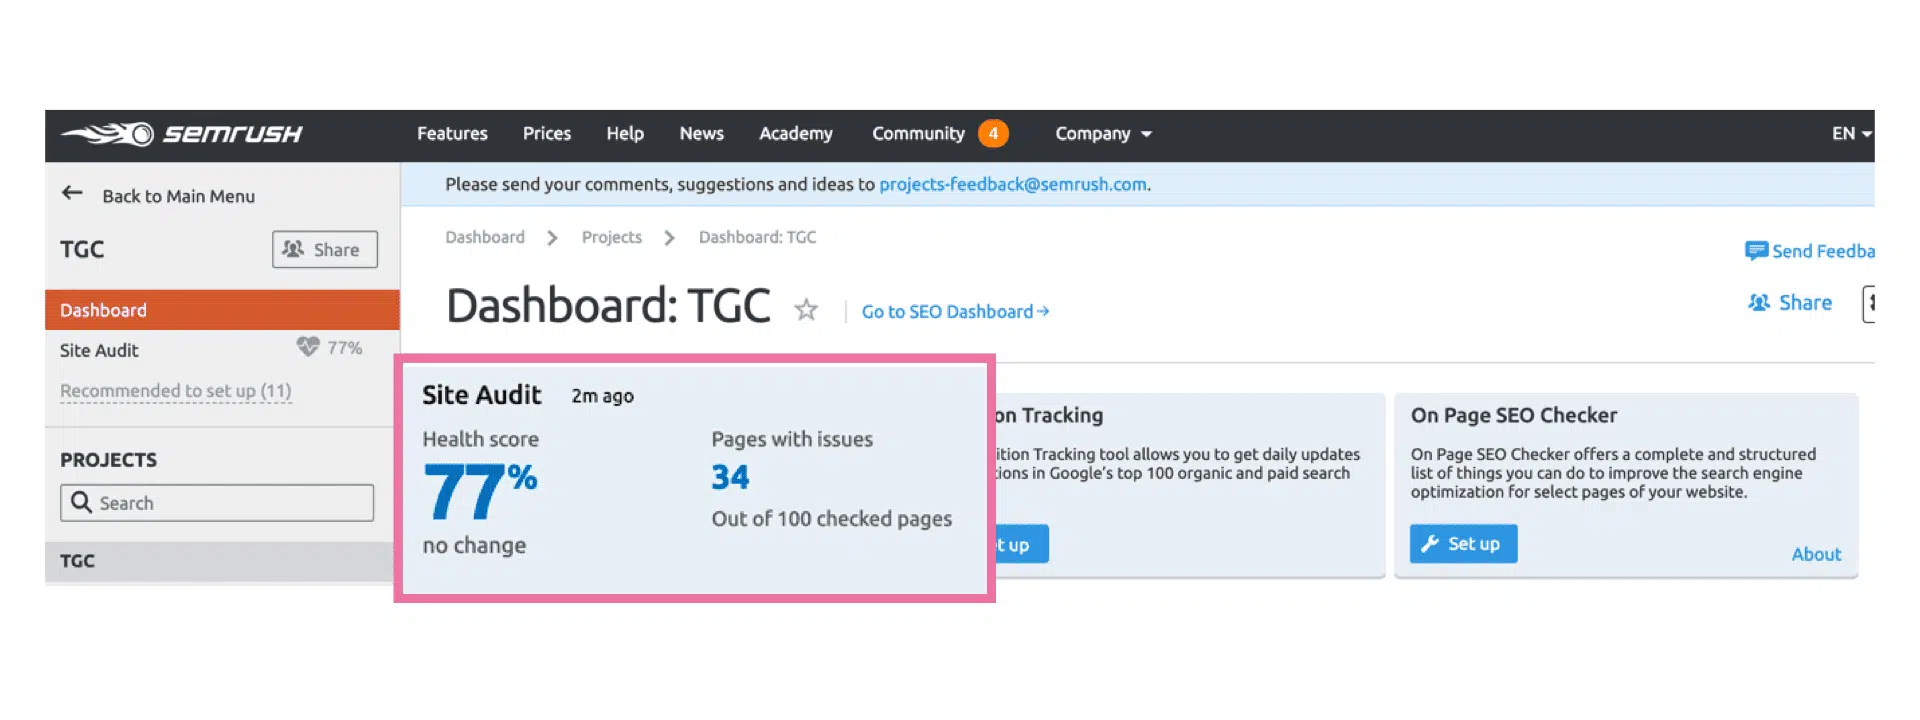 semrush Features Prices Help News Academy Community 4 Company EN
Please send your comments, suggestions and ideas to projects-feedback@semrush.com.
Back to Main Menu
TGC Share
Dashboard
Site Audit 77%
Recommended to set up (11)
PROJECTS
Search
TGC
Dashboard Projects Dashboard: TGC
Send Feedba
Dashboard: TGC Go to SEO Dashboard→
Share
Site Audit 2m ago
Health score
77%
no change
Pages with issues
34
Out of 100 checked pages
on Tracking
ition Tracking tool allows you to get daily updates
tions in Google's top 100 organic and paid search
t up
On Page SEO Checker
On Page SEO Checker offers a complete and structured
list of things you can do to improve the search engine
optimization for select pages of your website.
Set up
About